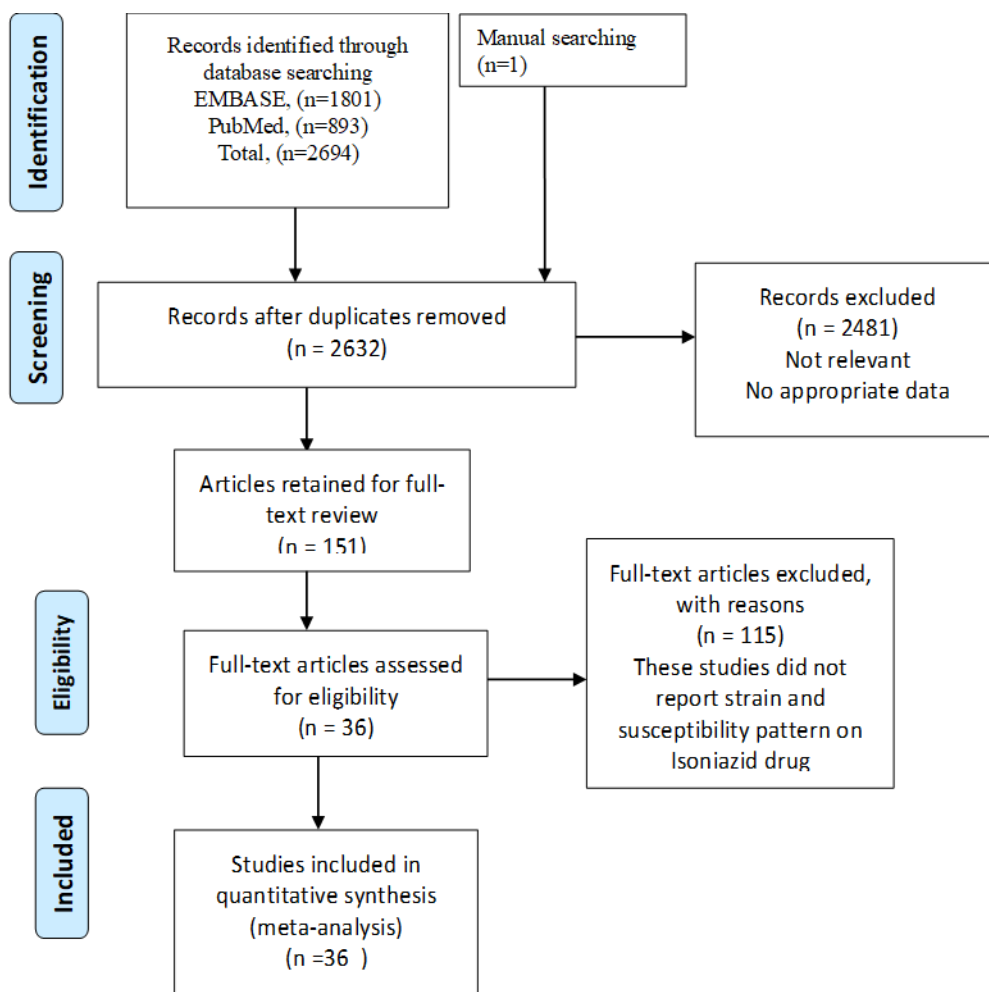 Identification
Records identified through
database searching
EMBASE, (n=1801)
PubMed, (n=893)
Total, (n=2694)
Manual searching
(n=1)
Screening
Records after duplicates removed
(n = 2632)
Records excluded
(n = 2481)
Not relevant
No appropriate data
Articles retained for full-
text review
(n = 151)
Eligibility
Full-text articles assessed
for eligibility
(n = 36)
Full-text articles excluded,
with reasons
(n = 115)
These studies did not
report strain and
susceptibility pattern on
Isoniazid drug
Included
Studies included in
quantitative synthesis
(meta-analysis)
(n =36  )